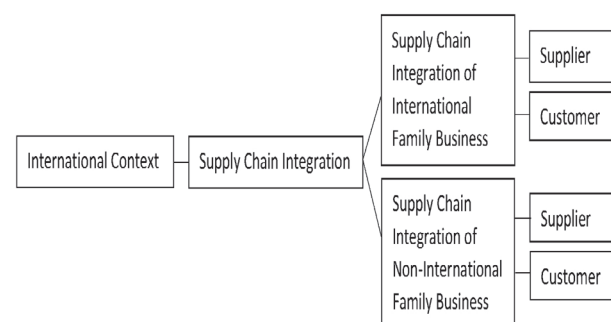 International Context
Supply Chain Integration
Supply Chain
Integration of
International
Family Business
Supplier
Customer
Supply Chain
Integration of
Non-International
Family Business
Supplier
Customer